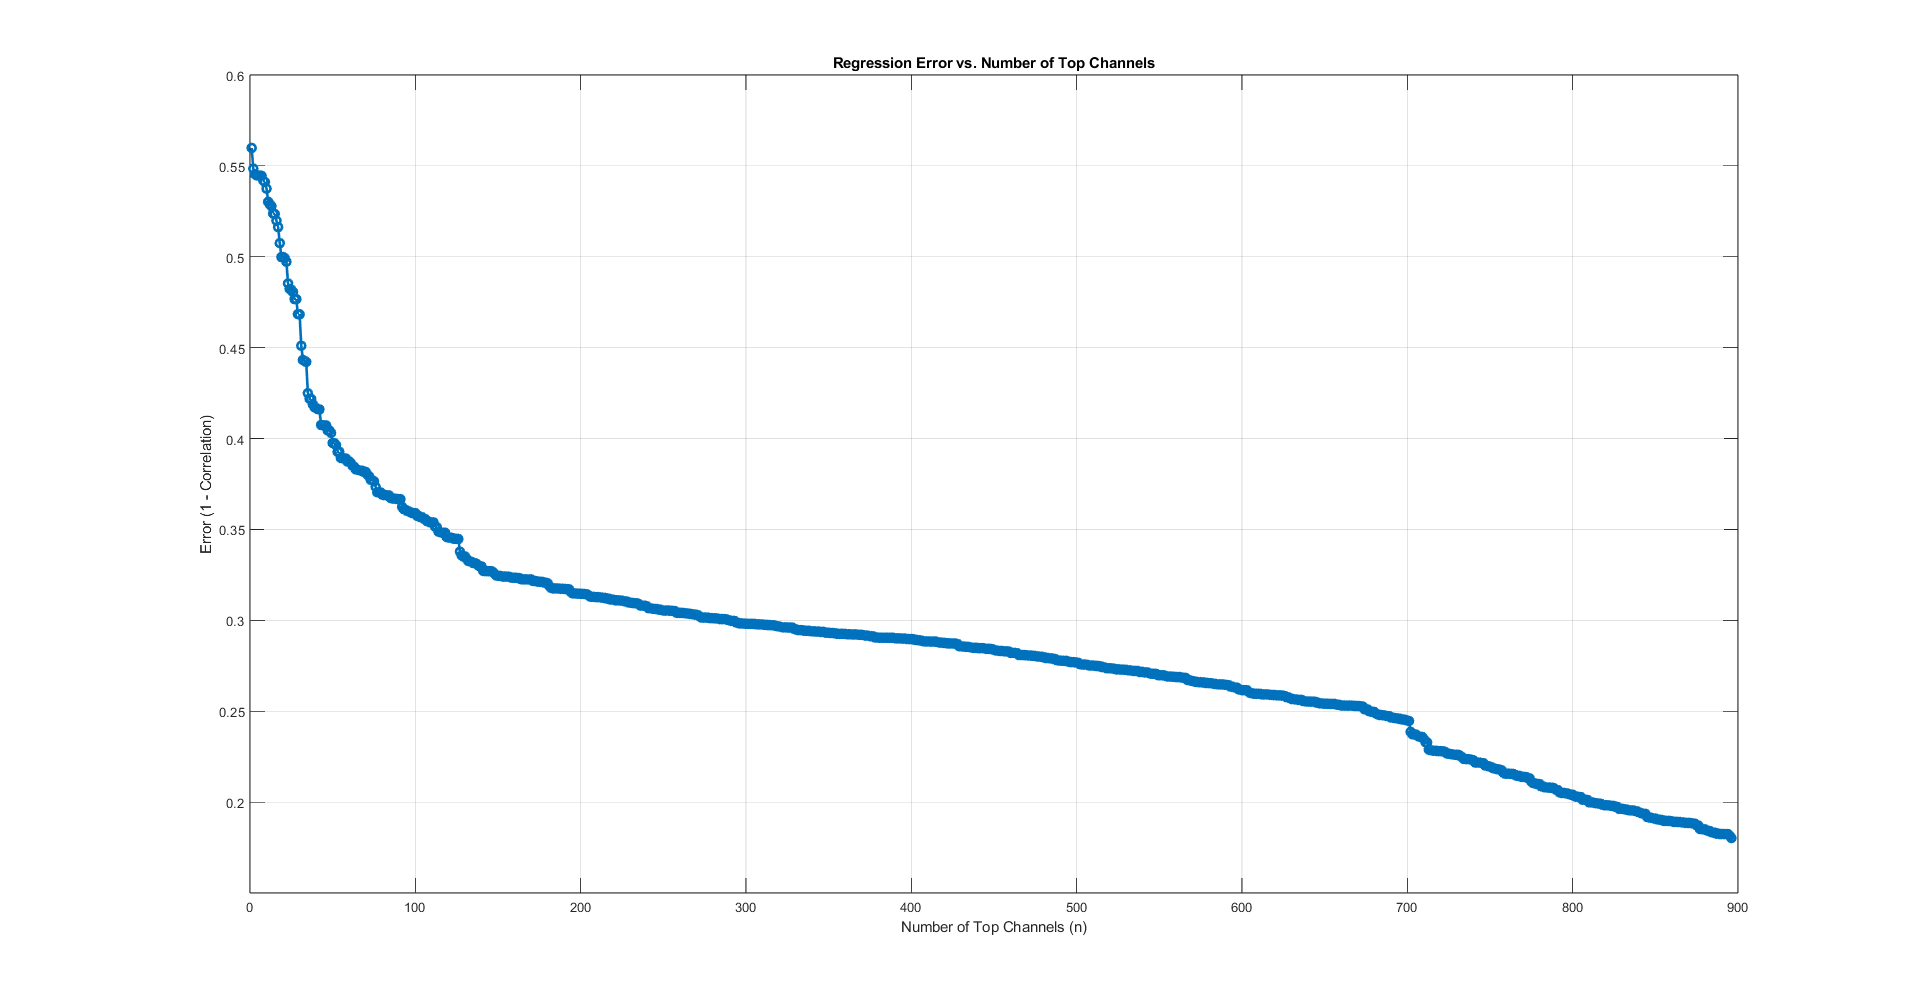 Regression Error vs. Number of Top Channels
0.6
0.55
0.5
0.45
0.4
0.35
0.3
0.25
0.2
Error (1 - Correlation)
0 100 200 300 400 500 600 700 800 900
Number of Top Channels (n)